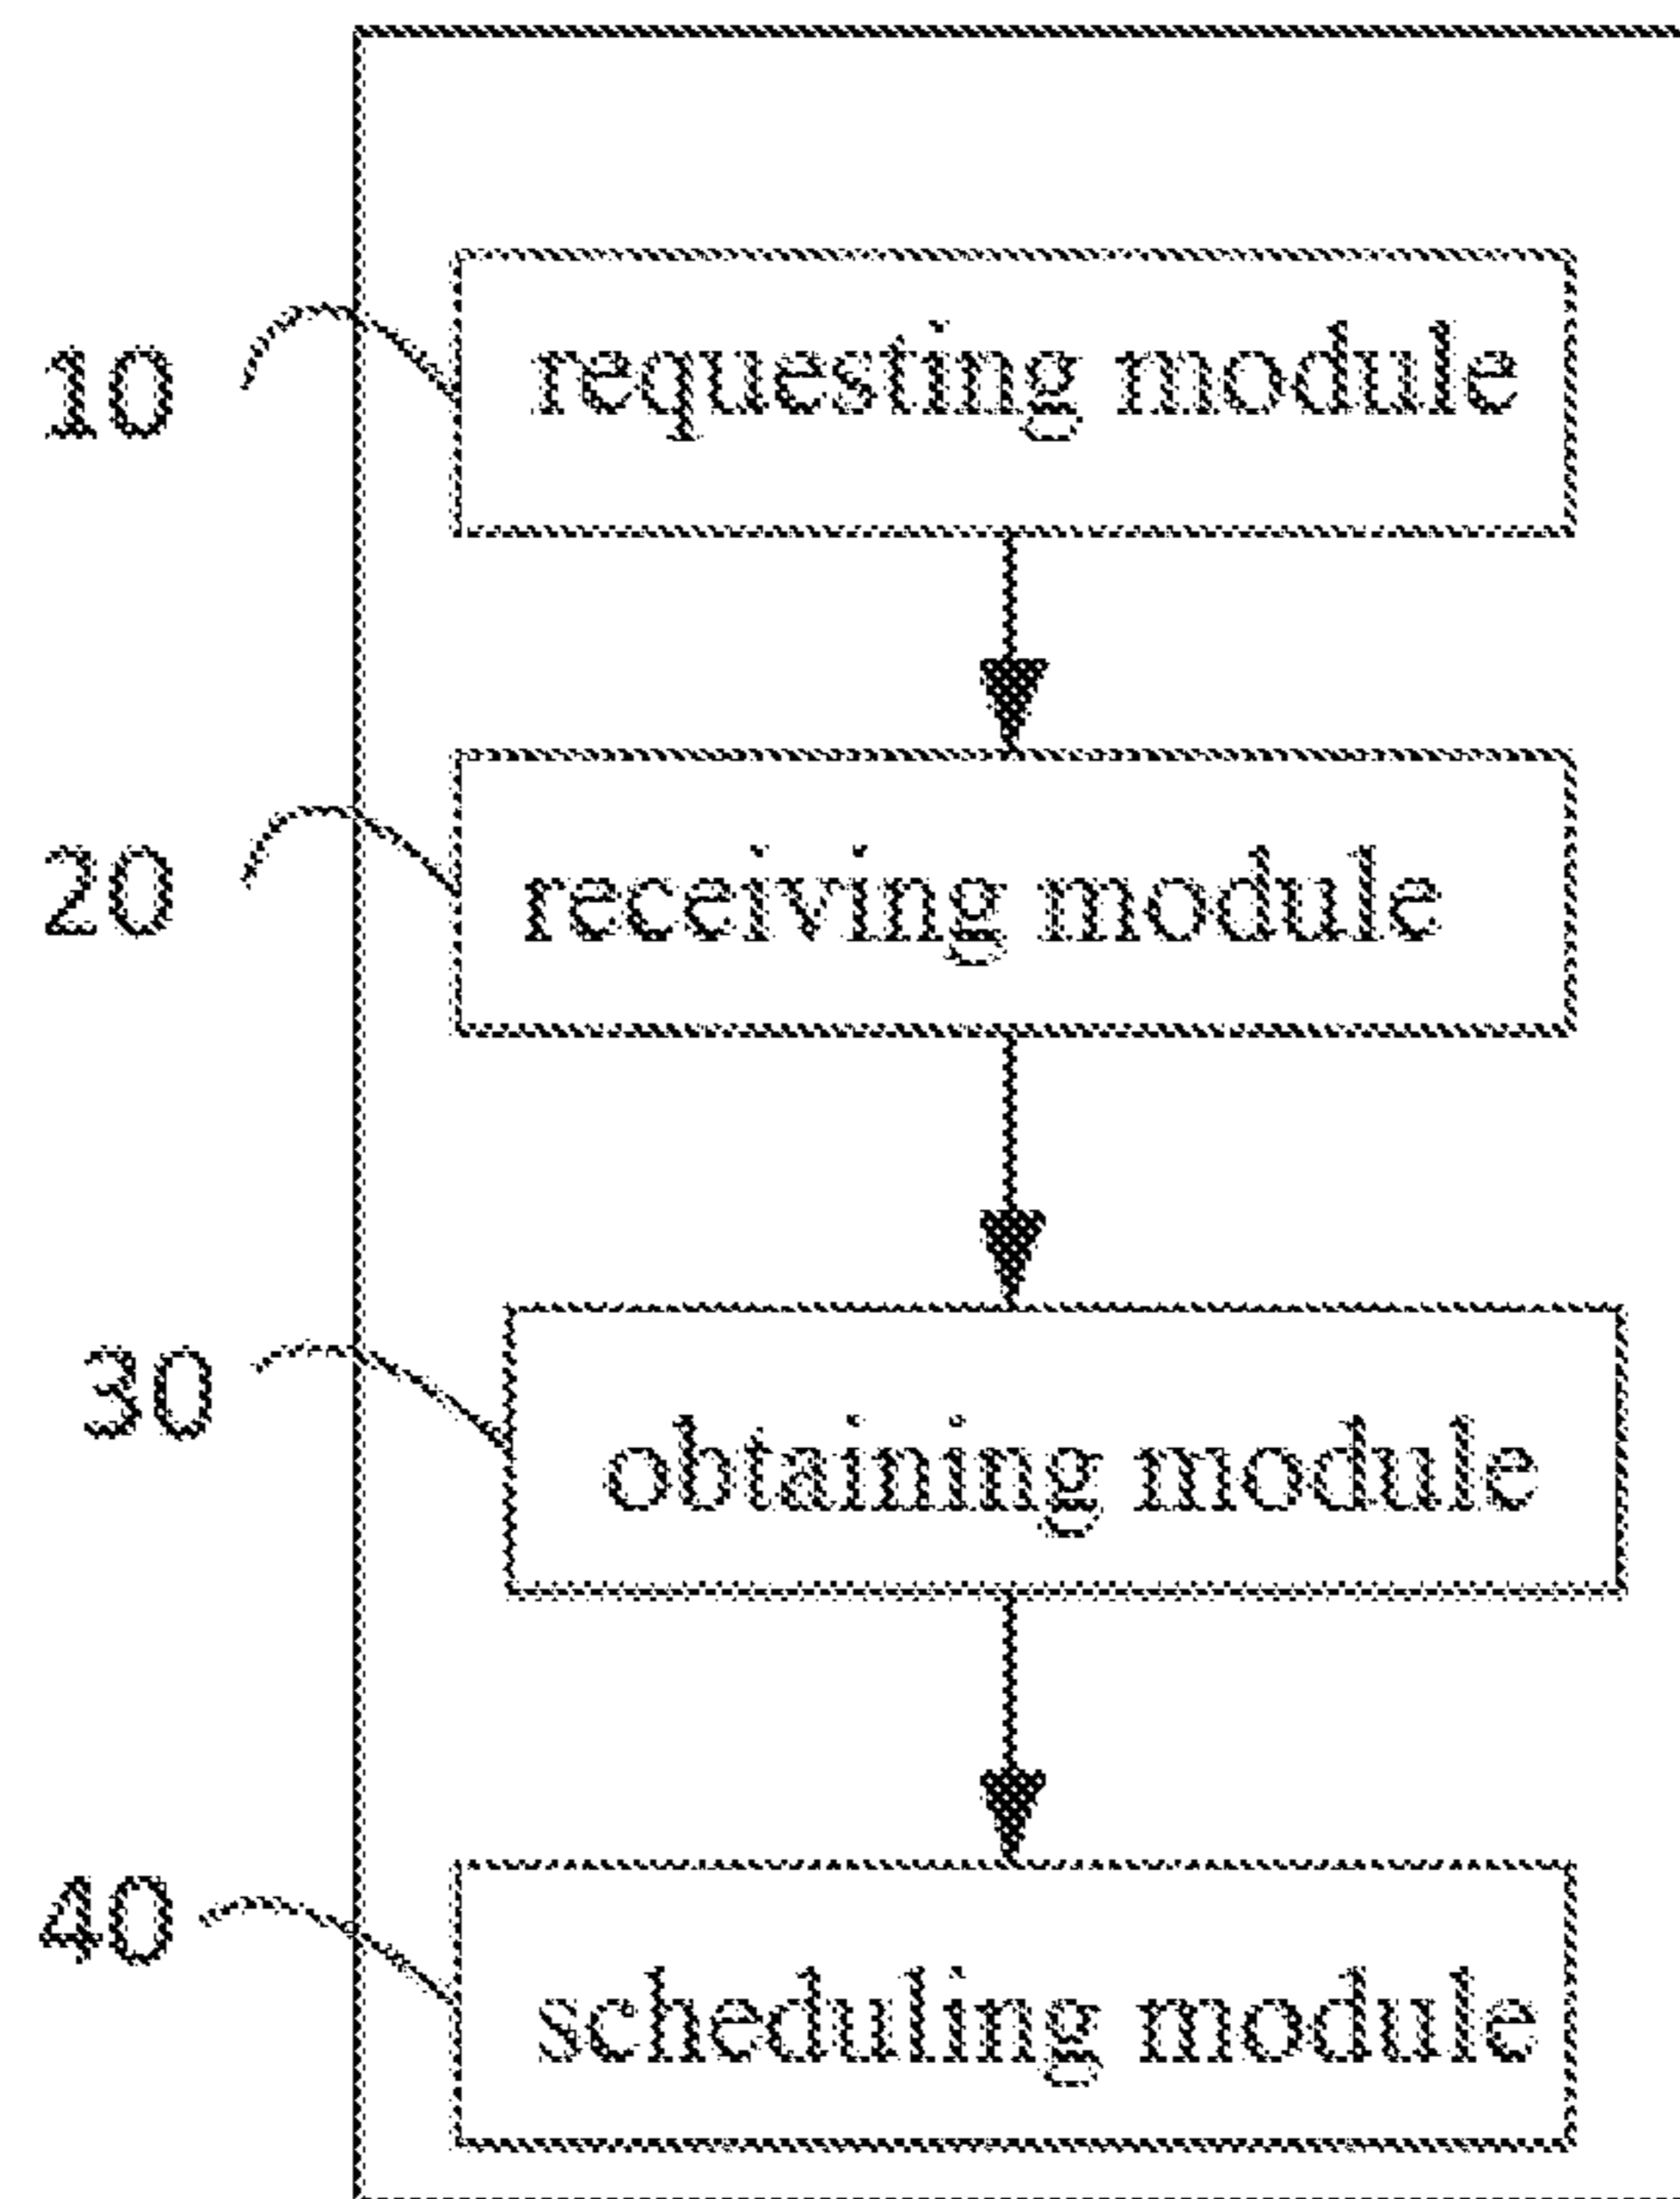 10
requesting module
20
receiving module
30
obtaining module
40
scheduling module